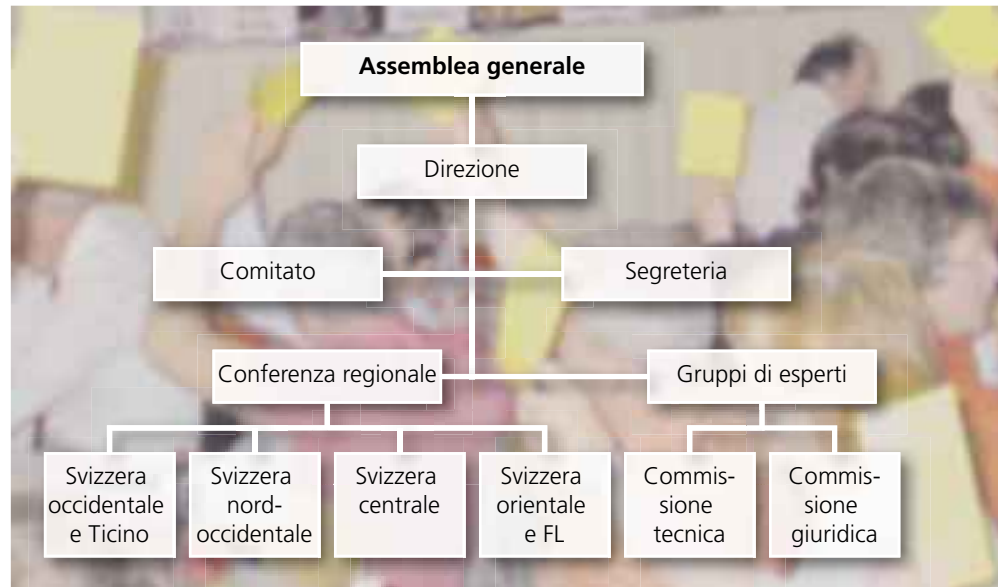 Assemblea generale
Direzione
Comitato
Segreteria
Conferenza regionale
Gruppi di esperti
Svizzera
occidentale
e Ticino
Svizzera
nord-
occidentale
Svizzera
centrale
Svizzera
orientale
e FL
Commis-
sione
tecnica
Commis-
sione
giuridica